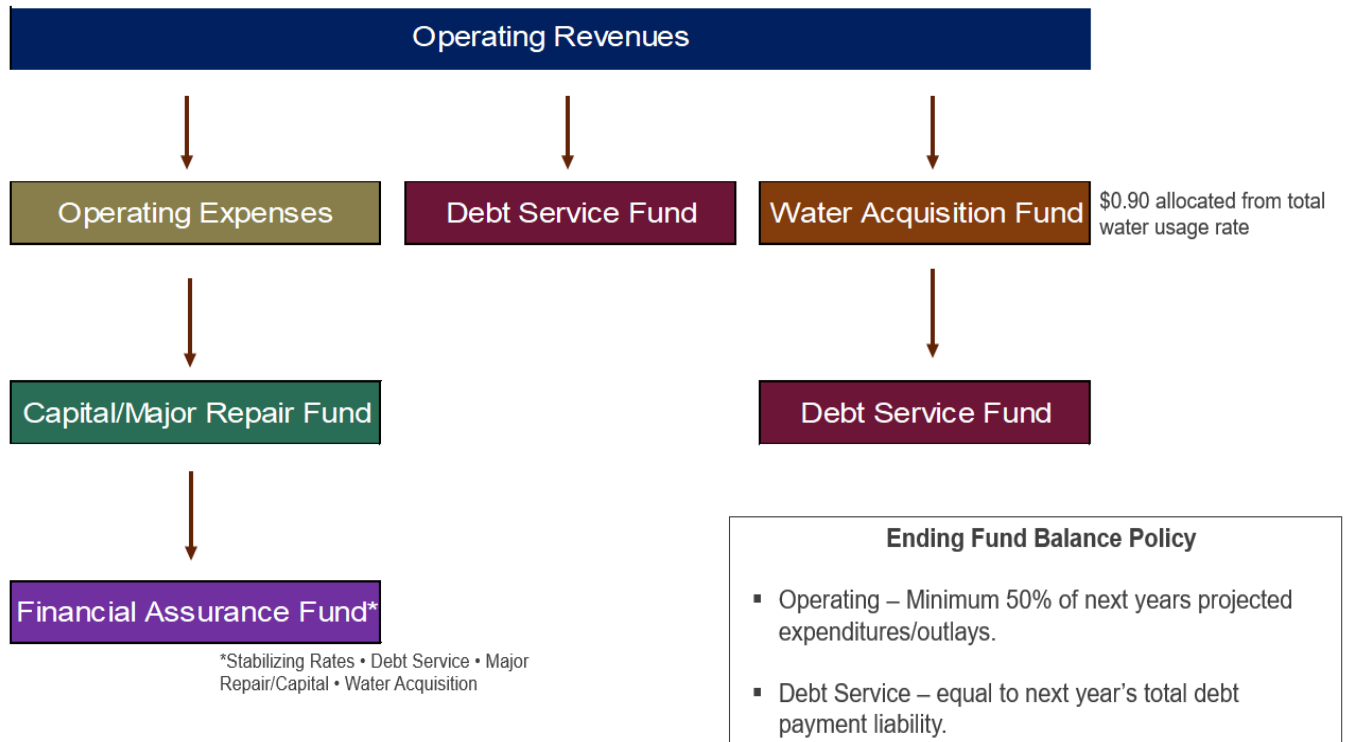 Operating Revenues
Operating Expenses
Debt Service Fund
Water Acquisition Fund
$0.90 allocated from total
water usage rate
Capital/Major Repair Fund
Debt Service Fund
Financial Assurance Fund*
*Stabilizing Rates • Debt Service • Major
Repair/Capital • Water Acquisition
Ending Fund Balance Policy
▪ Operating – Minimum 50% of next years projected
expenditures/outlays.
▪ Debt Service – equal to next year’s total debt
payment liability.